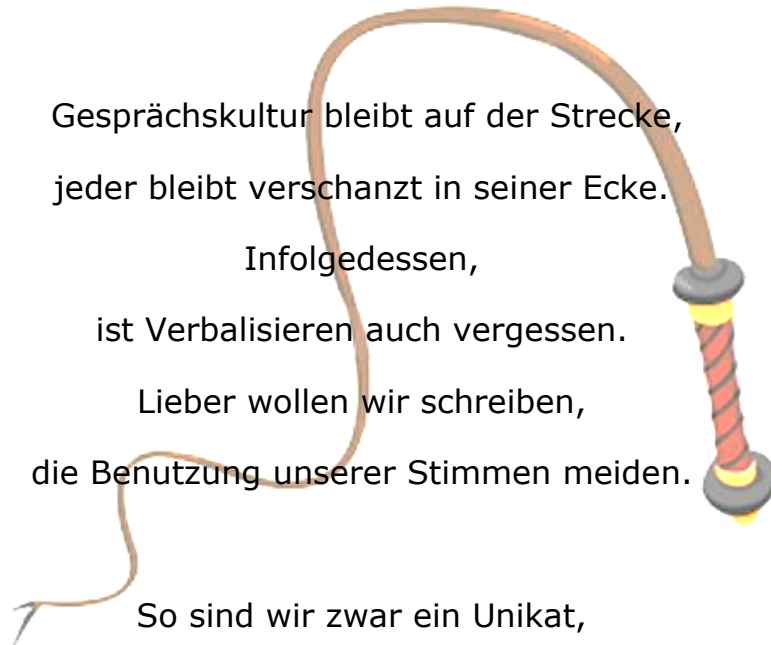 Gesprächskultur bleibt auf der Strecke,
jeder bleibt verschanzt in seiner Ecke.
Infolgedessen,
ist Verbalisieren auch vergessen.
Lieber wollen wir schreiben,
die Benutzung unserer Stimmen meiden.
So sind wir zwar ein Unikat,